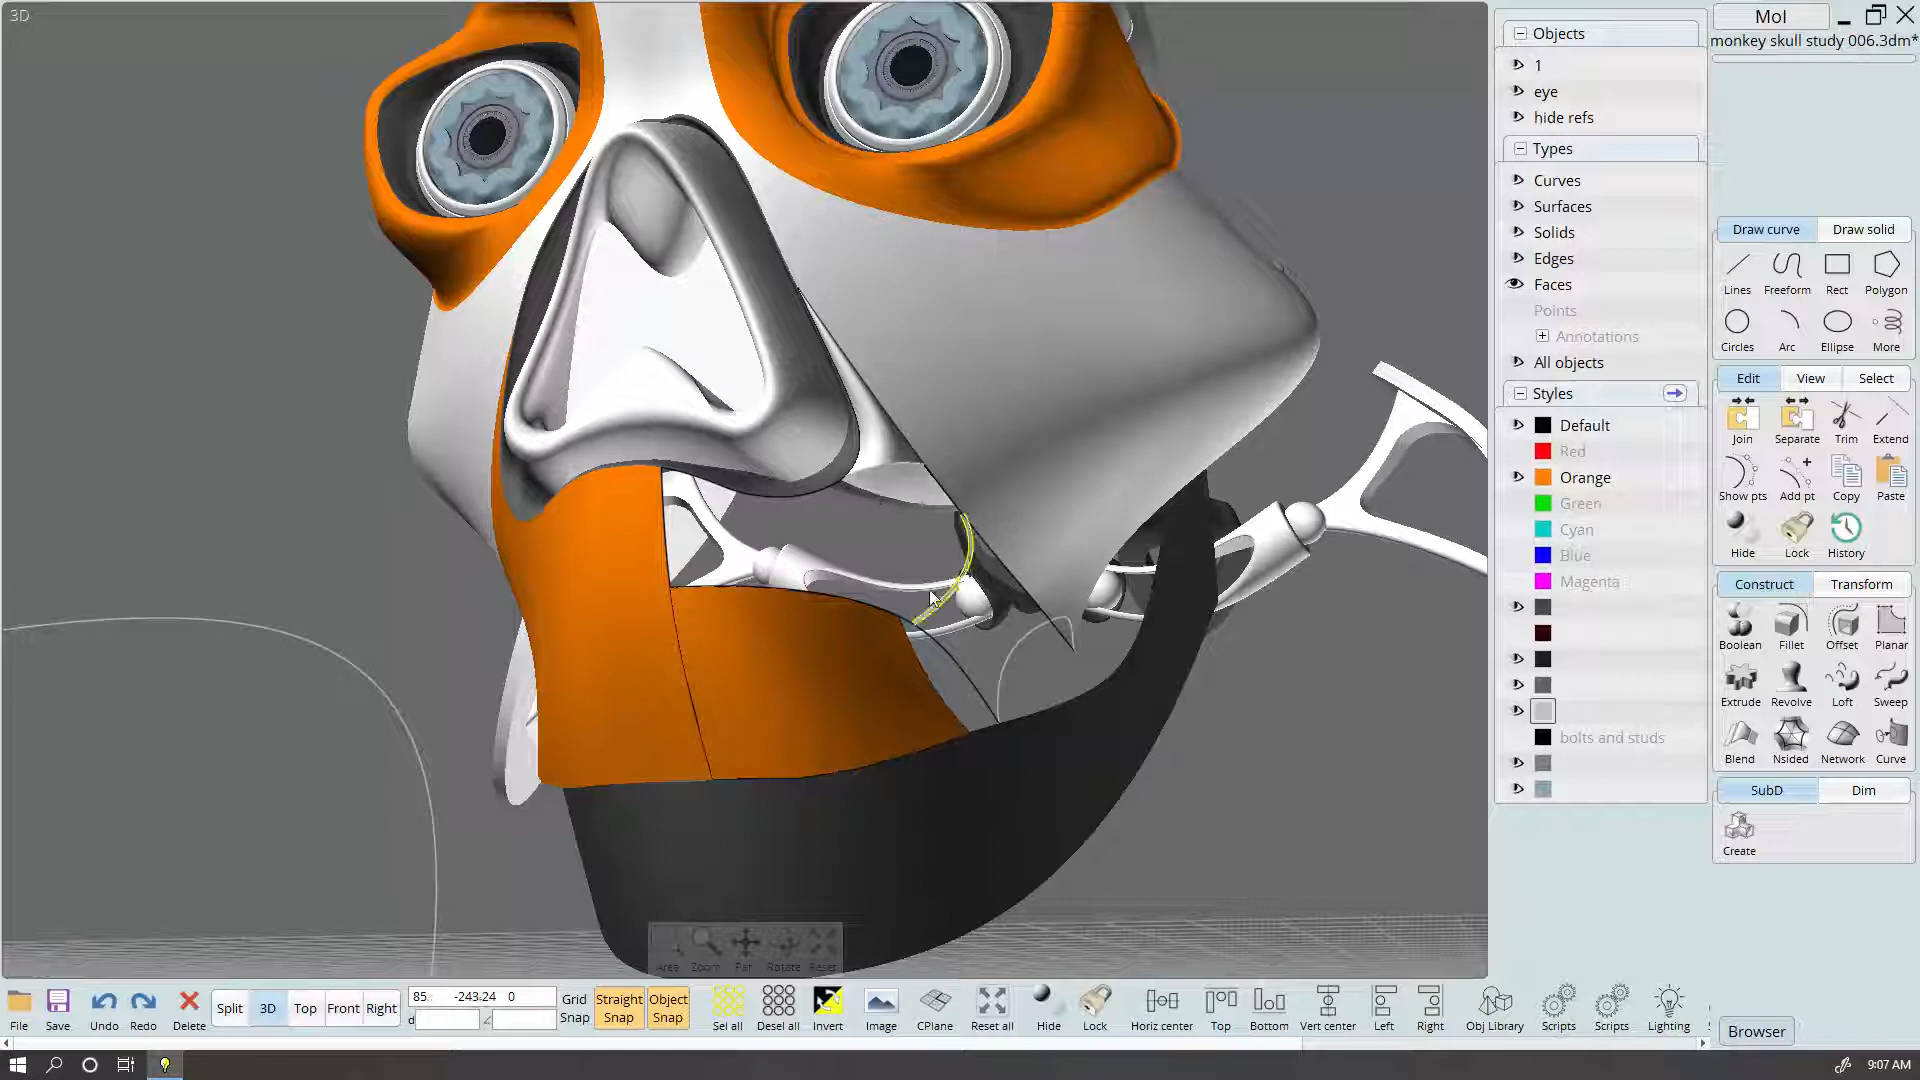 3D
MoI
monkey skull study 006.3dm*
Objects
1
eye
hide refs
Types
Curves
Surfaces
Solids
Edges
Faces
Points
Annotations
All objects
Styles
Default
Red
Orange
Green
Cyan
Blue
Magenta
bolts and studs
Draw curve
Draw solid
Lines
Freeform
Rect
Polygon
Circles
Arc
Ellipse
More
Edit
View
Select
Join
Separate
Trim
Extend
Show pts
Add pt
Copy
Paste
Hide
Lock
History
Construct
Transform
Boolean
Fillet
Offset
Planar
Extrude
Revolve
Loft
Sweep
Blend
Nsided
Network
Curve
SubD
Dim
Create
Area
Zoom
Pan
Rotate
Reset
File
Save
Undo
Redo
Delete
Split
3D
Top
Front
Right
85. -243.24 0
d
Grid Snap
Straight Snap
Object Snap
Sel all
Desel all
Invert
Image
CPlane
Reset all
Hide
Lock
Horiz center
Top
Bottom
Vert center
Left
Right
Obj Library
Scripts
Scripts
Lighting
Browser
9:07 AM